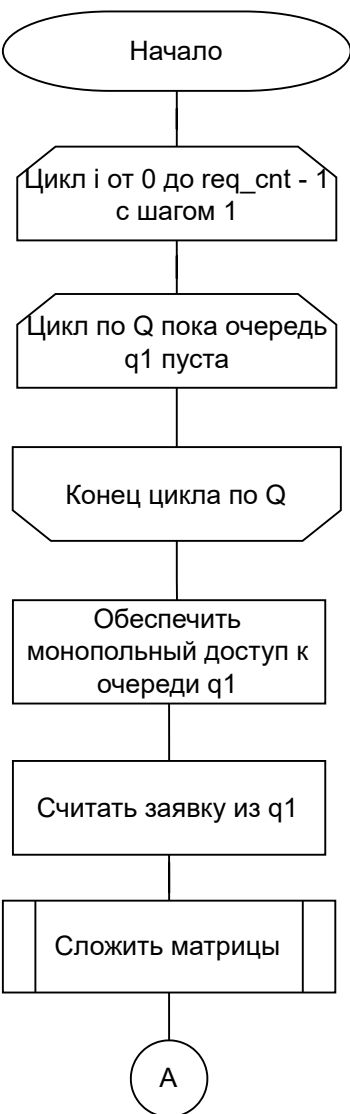 Начало
Цикл i от 0 до req_cnt - 1
с шагом 1
Цикл по Q пока очередь
q1 пуста
Конец цикла по Q
Обеспечить
монопольный доступ к
очереди q1
Считать заявку из q1
Сложить матрицы
А